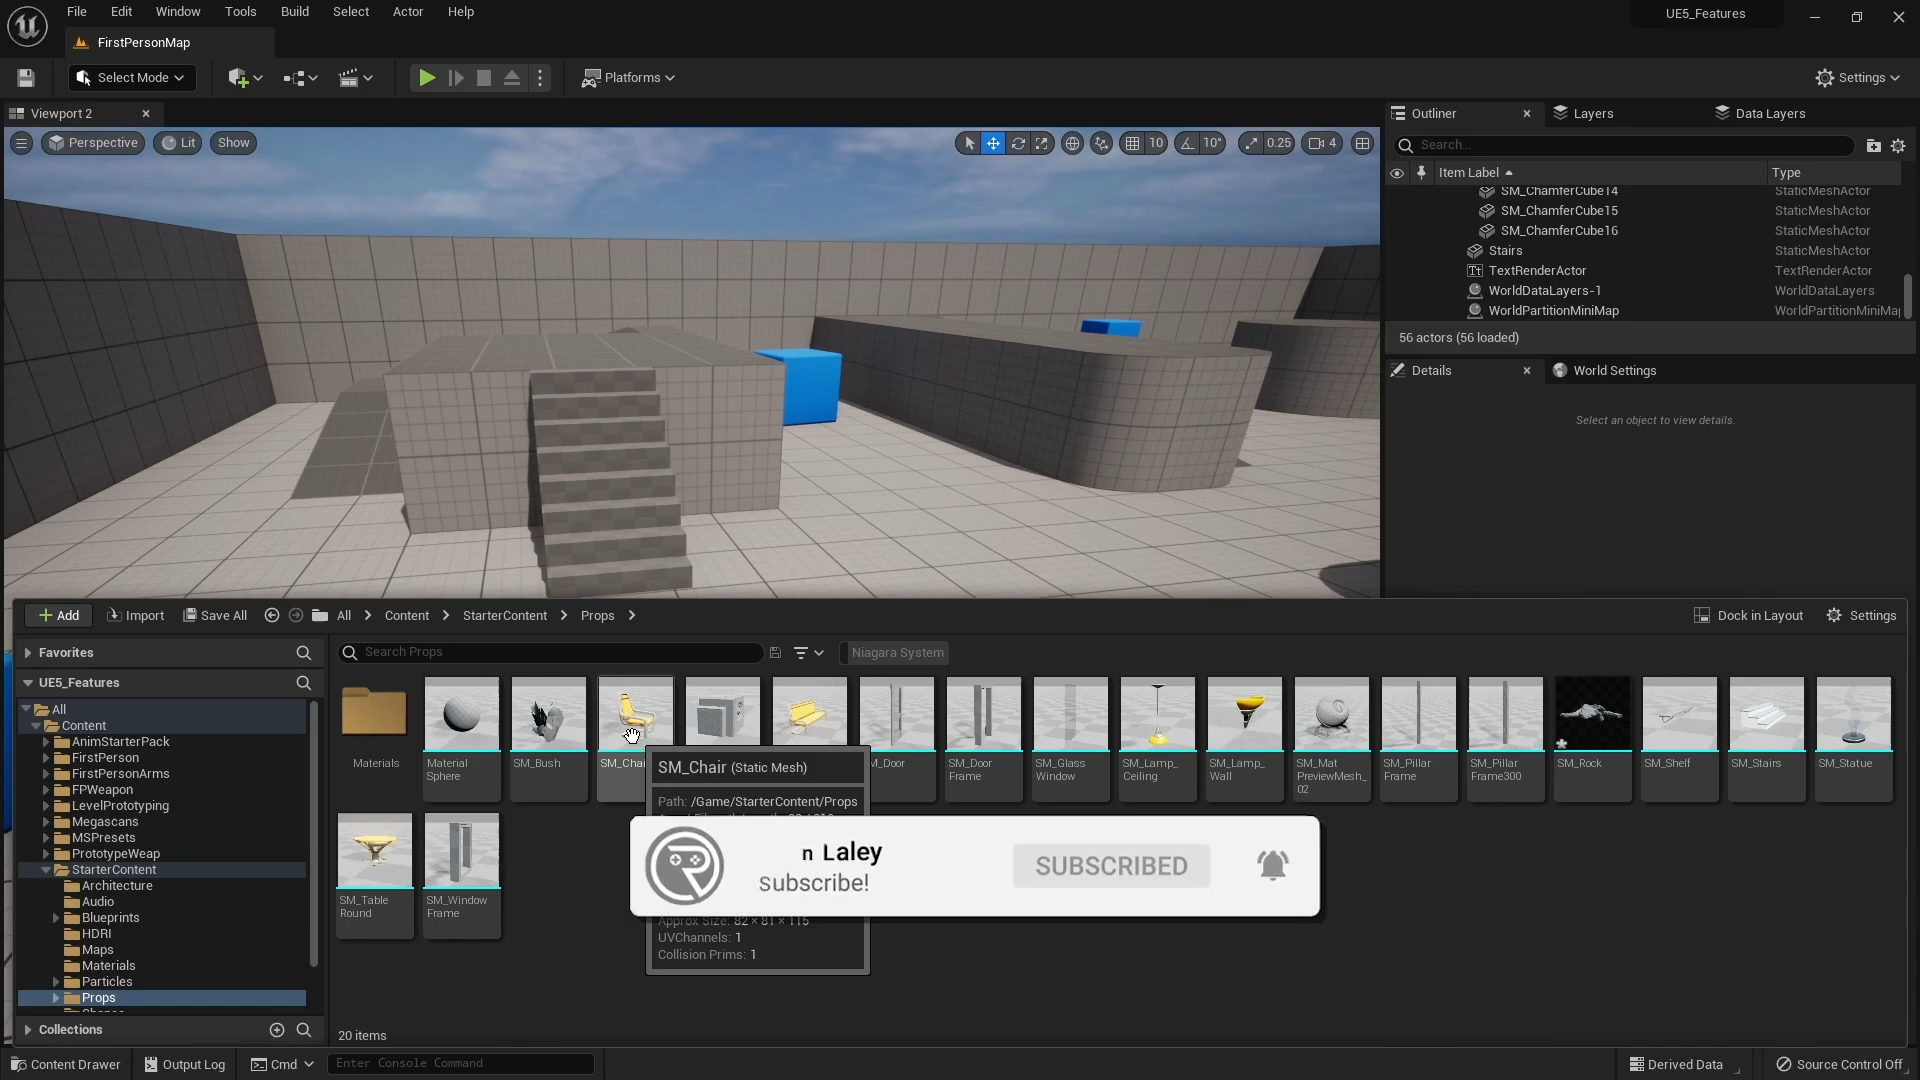 File Edit Window Tools Build Select Actor Help
UE5_Features
FirstPersonMap
Select Mode
Platforms
Settings
Viewport 2
Perspective
Lit
Show
10
10°
0.25
4
Outliner
Layers
Data Layers
Search...
Item Label
Type
SM_ChamferCube14 StaticMeshActor
SM_ChamferCube15 StaticMeshActor
SM_ChamferCube16 StaticMeshActor
Stairs StaticMeshActor
TextRenderActor TextRenderActor
WorldDataLayers-1 WorldDataLayers
WorldPartitionMiniMap WorldPartitionMiniMa
56 actors (56 loaded)
Details
World Settings
Select an object to view details.
Add
Import
Save All
All
Content
StarterContent
Props
Dock in Layout
Settings
Favorites
UE5_Features
All
Content
AnimStarterPack
FirstPerson
FirstPersonArms
FPWeapon
LevelPrototyping
Megascans
MSPresets
PrototypeWeap
StarterContent
Architecture
Audio
Blueprints
HDRI
Maps
Materials
Particles
Props
Collections
Search Props
Niagara System
Materials
Material
Sphere
SM_Bush
SM_Chai
M_Door
SM_Door
Frame
SM_Glass
Window
SM_Lamp_
Ceiling
SM_Lamp_
Wall
SM_Mat
PreviewMesh_
02
SM_Pillar
Frame
SM_Pillar
Frame300
SM_Rock
SM_Shelf
SM_Stairs
SM_Statue
SM_Table
Round
SM_Window
Frame
SM_Chair (Static Mesh)
Path: /Game/StarterContent/Props
n Laley
Subscribe!
SUBSCRIBED
Approx Size: 82 × 81 × 115
UVChannels: 1
Collision Prims: 1
20 items
Content Drawer
Output Log
Cmd
Enter Console Command
Derived Data
Source Control Off